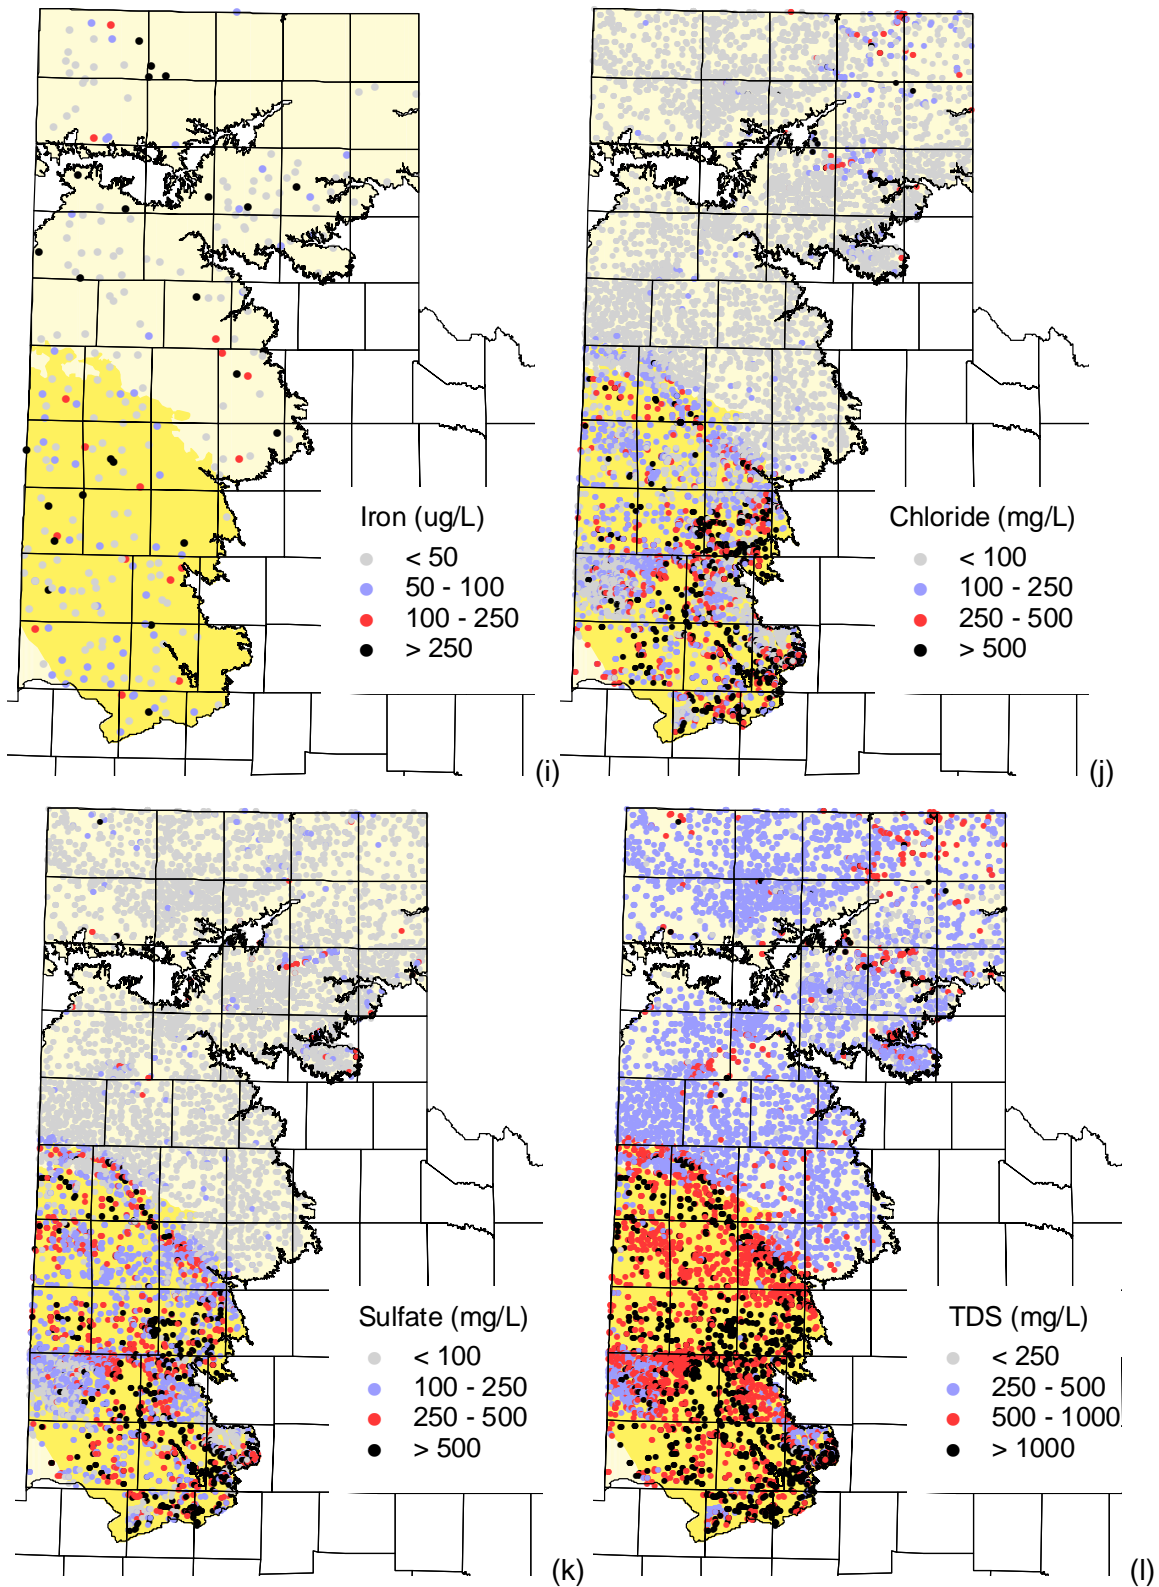 Iron (ug/L)
< 50
50 - 100
100 - 250
> 250
(i)
Chloride (mg/L)
< 100
100 - 250
250 - 500
> 500
(j)
Sulfate (mg/L)
< 100
100 - 250
250 - 500
> 500
(k)
TDS (mg/L)
< 250
250 - 500
500 - 1000
> 1000
(l)